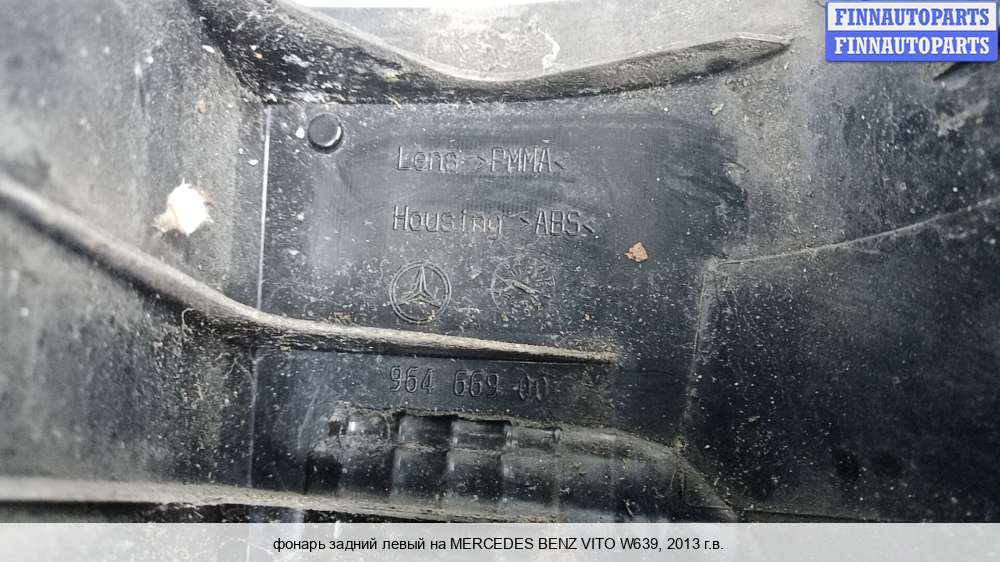 FINNAUTOPARTS
FINNAUTOPARTS
Lens >PMMA<
Housing >ABS<
964 669 00
фонарь задний левый на MERCEDES BENZ VITO W639, 2013 г.в.